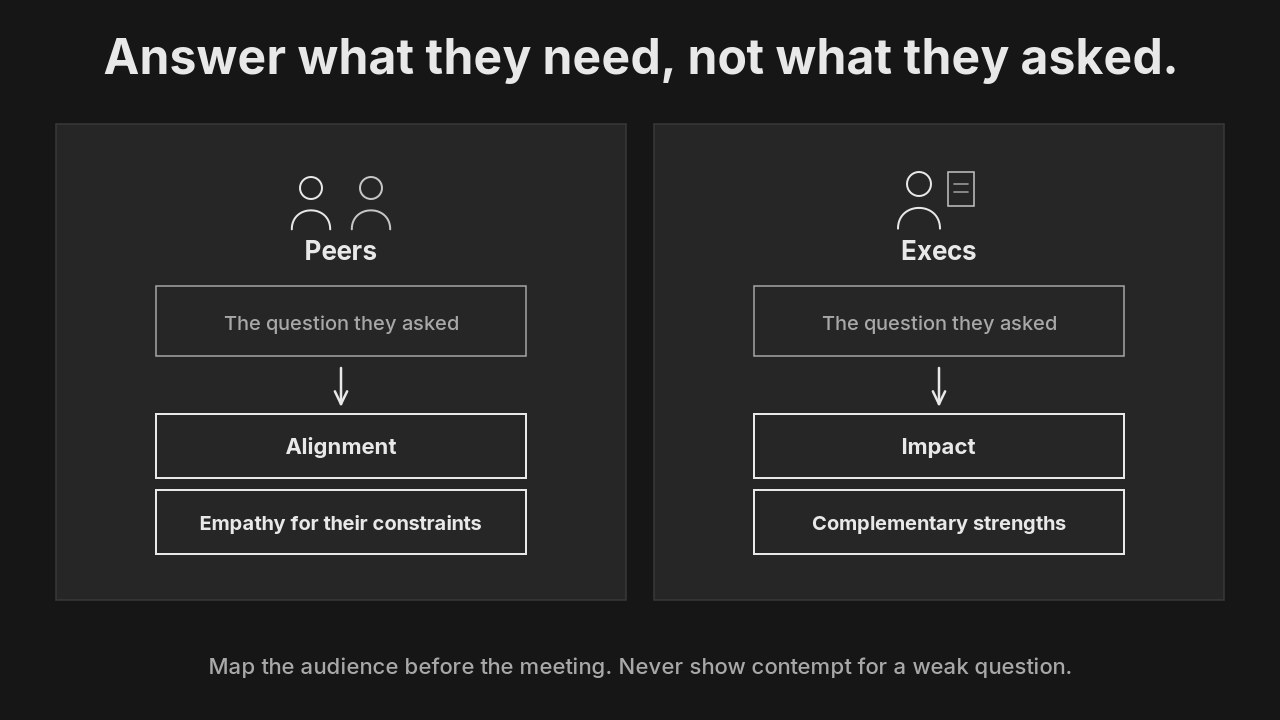 Answer what they need, not what they asked.
Peers
The question they asked
Alignment
Empathy for their constraints
Execs
The question they asked
Impact
Complementary strengths
Map the audience before the meeting. Never show contempt for a weak question.